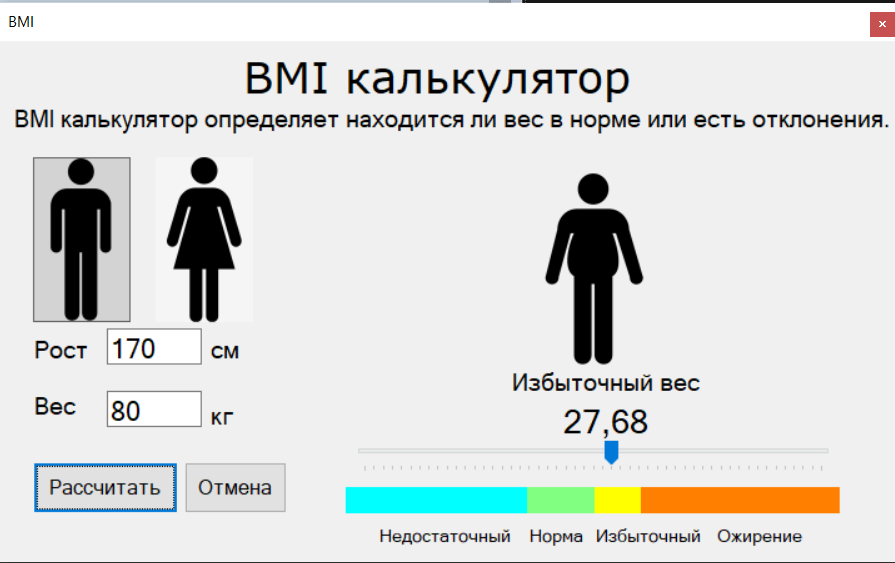 BMI
BMI калькулятор
BMI калькулятор определяет находится ли вес в норме или есть отклонения.
Рост 170 см
Вес 80 кг
Рассчитать Отмена
Избыточный вес
27,68
Недостаточный Норма Избыточный Ожирение